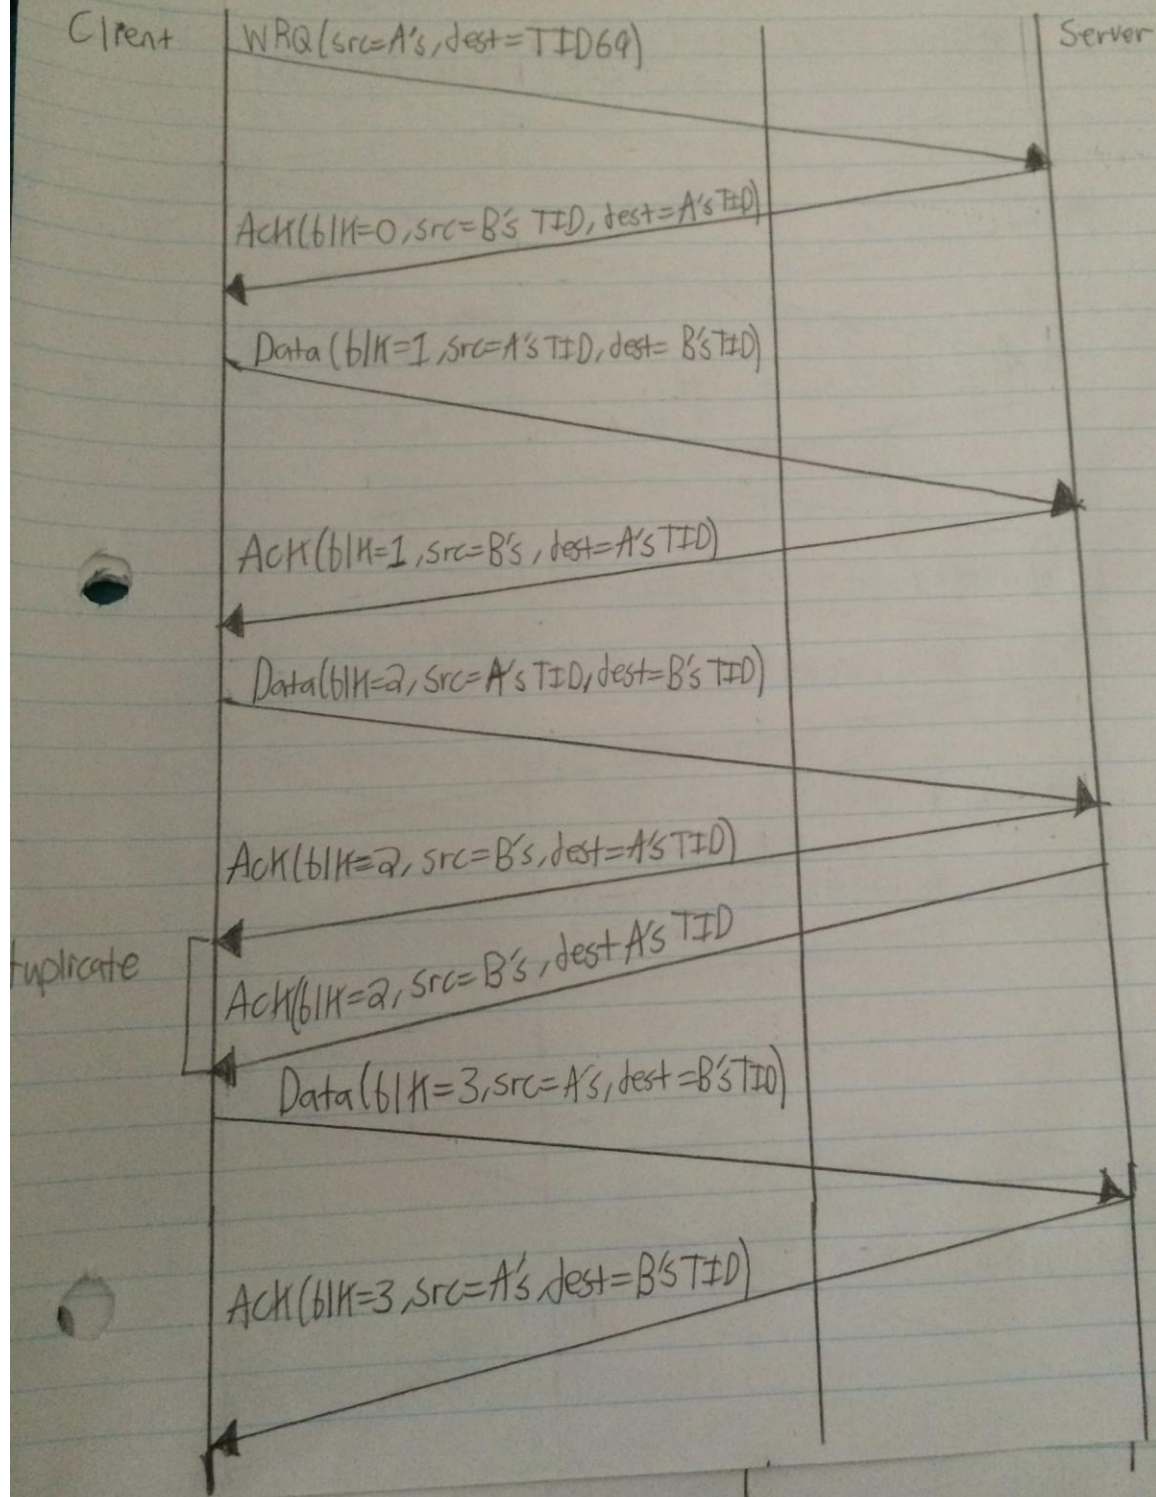 Client
WRQ(src=A's, dest=TID69)
Server
Ack(blk=0, src=B's TID, dest=A's TID)
Data (blk=1, src=A's TID, dest= B's TID)
Ack(blk=1, src=B's, dest=A's TID)
Data(blk=2, src=A's TID, dest=B's TID)
Ack(blk=2, src=B's, dest=A's TID)
duplicate
Ack(blk=2, src=B's, dest A's TID
Data(blk=3, src=A's, dest=B's TID)
Ack(blk=3, src=A's, dest=B's TID)